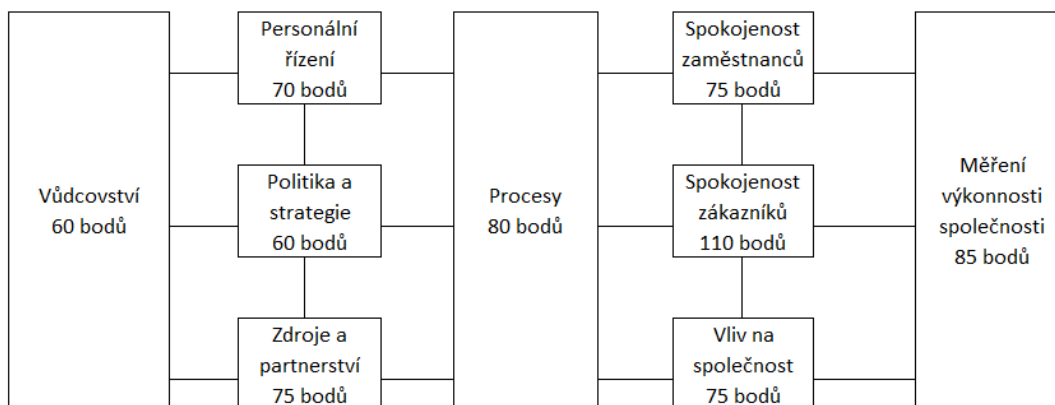 Vůdcovství
60 bodů
Personální
řízení
70 bodů
Politika a
strategie
60 bodů
Zdroje a
partnerství
75 bodů
Procesy
80 bodů
Spokojenost
zaměstnanců
75 bodů
Spokojenost
zákazníků
110 bodů
Vliv na
společnost
75 bodů
Měření
výkonnosti
společnosti
85 bodů